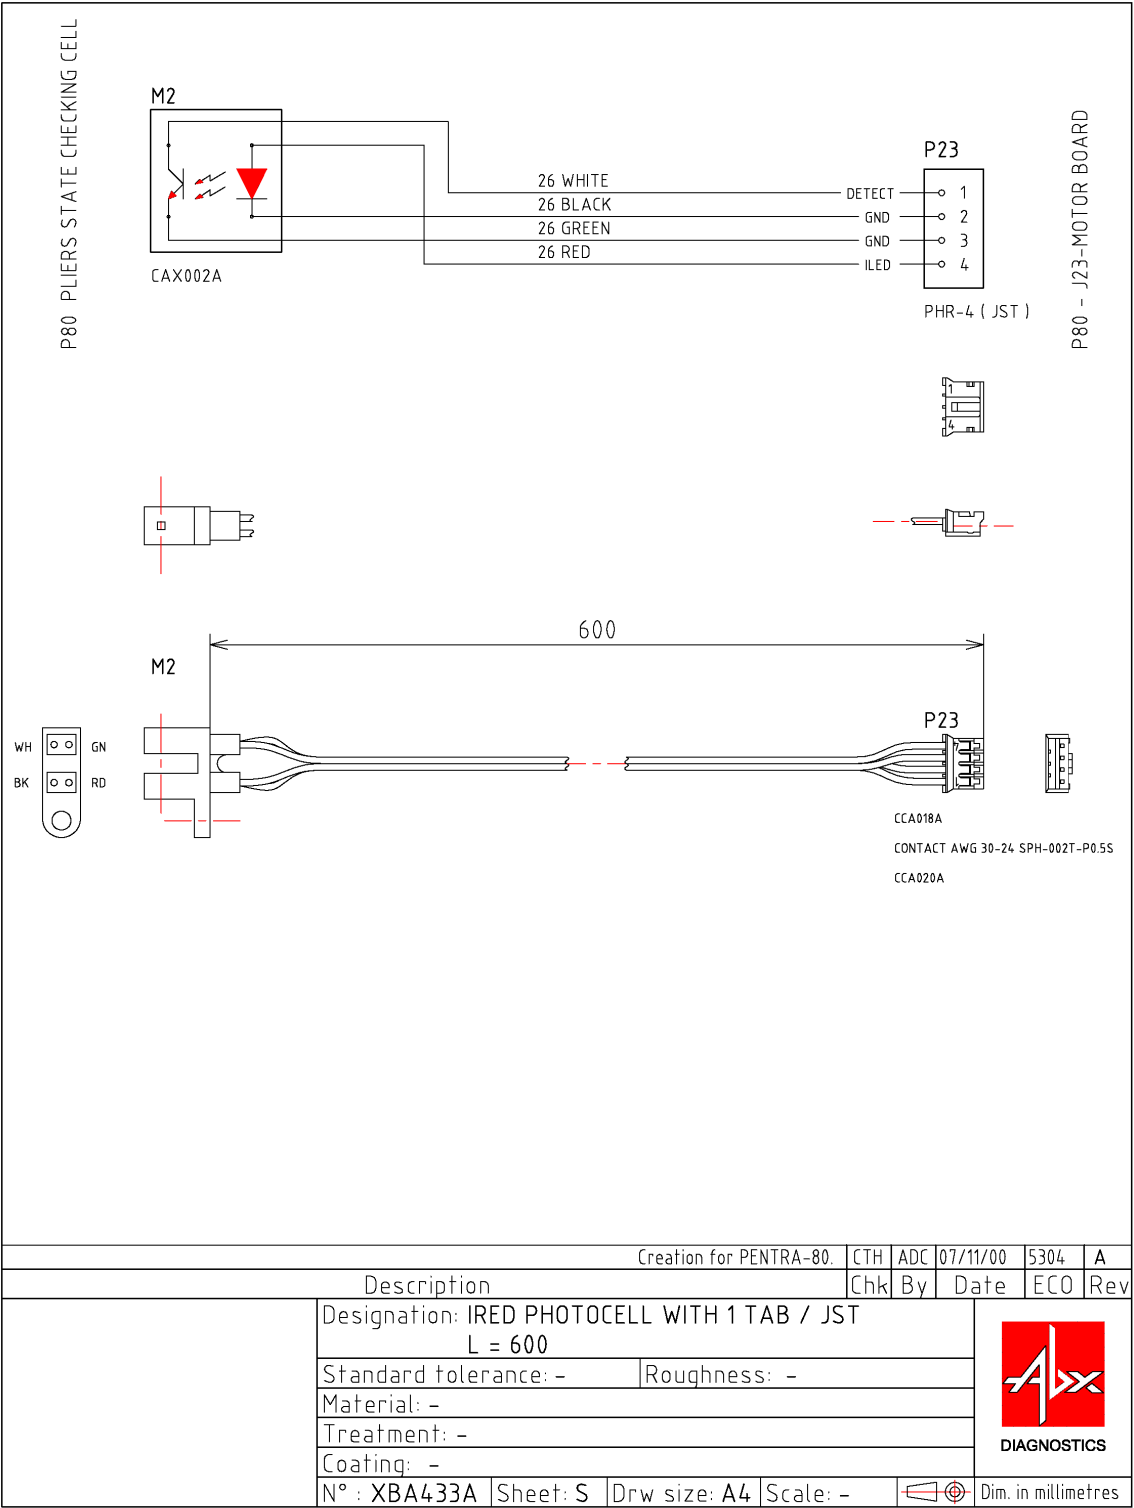 P80 PLIERS STATE CHECKING CELL
M2
CAX002A
26 WHITE
26 BLACK
26 GREEN
26 RED
P23
DETECT 1
GND 2
GND 3
ILED 4
PHR-4 ( JST )
P80 - J23-MOTOR BOARD
1
4
600
M2
P23
WH GN
BK RD
CCA018A
CONTACT AWG 30-24 SPH-002T-P0.5S
CCA020A
Creation for PENTRA-80. CTH ADC 07/11/00 5304 A
Description Chk By Date ECO Rev
Designation: IRED PHOTOCELL WITH 1 TAB / JST
L = 600
Standard tolerance: - Roughness: -
Material: -
Treatment: -
Coating: -
N° : XBA433A Sheet: S Drw size: A4 Scale: - Dim. in millimetres
Abx
DIAGNOSTICS